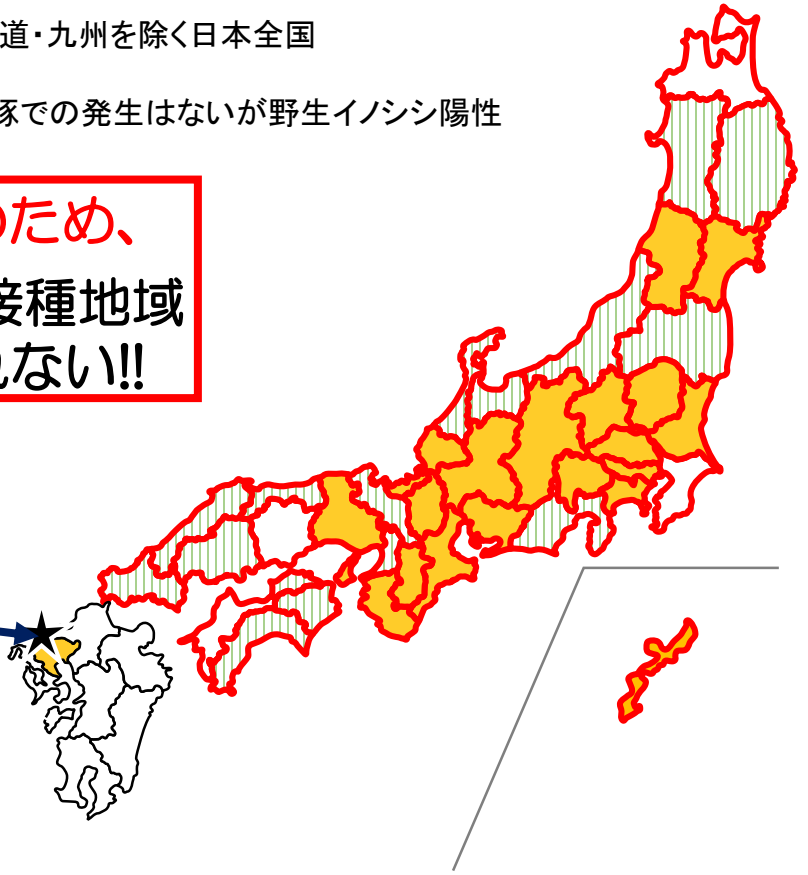 道・九州を除く日本全国
豚での発生はないが野生イノシシ陽性
のため、
接種地域
れない!!